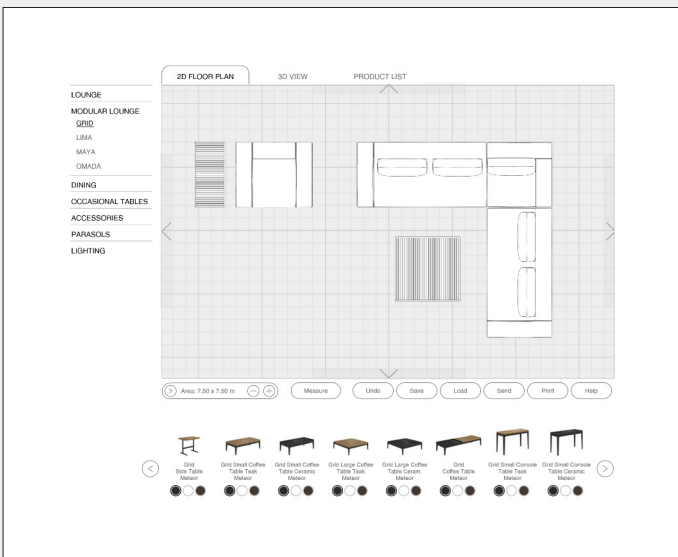 2D FLOOR PLAN
3D VIEW
PRODUCT LIST
LOUNGE
MODULAR LOUNGE
GRID
LIMA
MAYA
OMADA
DINING
OCCASIONAL TABLES
ACCESSORIES
PARASOLS
LIGHTING
Area: 7.50 x 7.50 m
Measure
Undo
Save
Load
Send
Print
Help
Grid
Side Table
Meteor
Grid Small Coffee
Table Teak
Meteor
Grid Small Coffee
Table Ceramic
Meteor
Grid Large Coffee
Table Teak
Meteor
Grid Large Coffee
Table Ceram.
Meteor
Grid
Coffee Table
Meteor
Grid Small Console
Table Teak
Meteor
Grid Small Console
Table Ceramic
Meteor